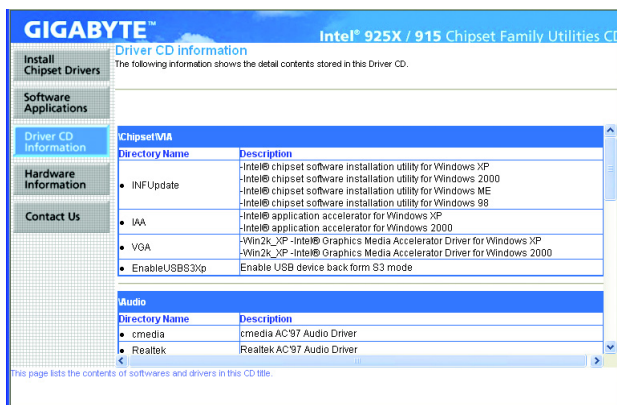 GIGABYTE™
Intel® 925X / 915 Chipset Family Utilities CD
Install
Chipset Drivers
Software
Applications
Driver CD
Information
Hardware
Information
Contact Us
Driver CD information
The following information shows the detail contents stored in this Driver CD.
\Chipset\VIA
Directory Name Description
• INFUpdate
-Intel® chipset software installation utility for Windows XP
-Intel® chipset software installation utility for Windows 2000
-Intel® chipset software installation utility for Windows ME
-Intel® chipset software installation utility for Windows 98
• IAA
-Intel® application accelerator for Windows XP
-Intel® application accelerator for Windows 2000
• VGA
-Win2k_XP -Intel® Graphics Media Accelerator Driver for Windows XP
-Win2k_XP -Intel® Graphics Media Accelerator Driver for Windows 2000
• EnableUSBS3Xp Enable USB device back form S3 mode
\Audio
Directory Name Description
• cmedia cmedia AC'97 Audio Driver
• Realtek Realtek AC'97 Audio Driver
This page lists the contents of softwares and drivers in this CD title.